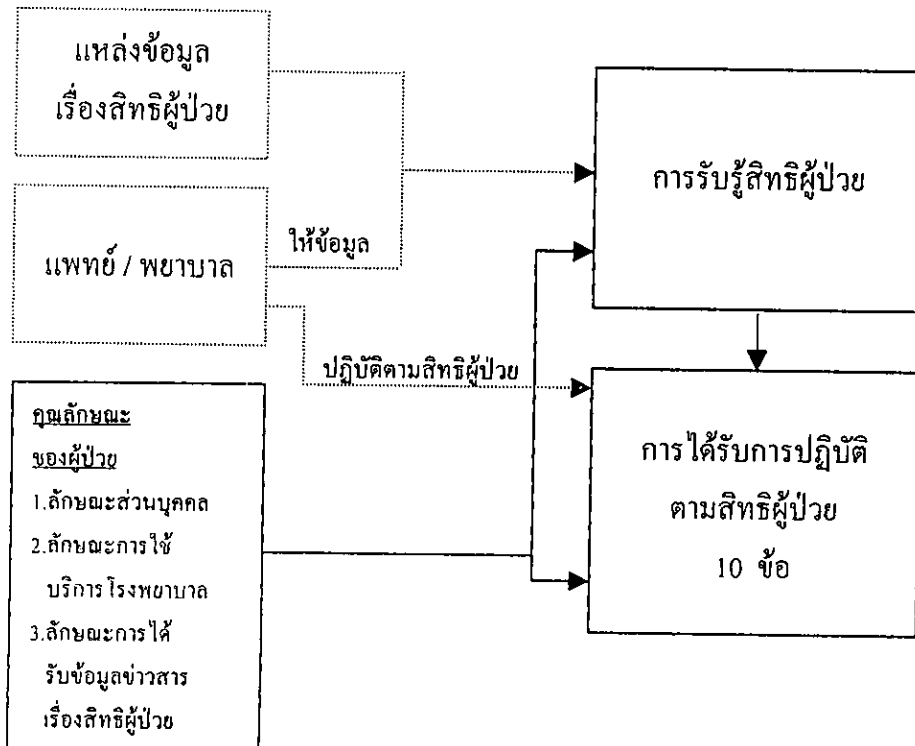 แหล่งข้อมูล
เรื่องสิทธิผู้ป่วย
การรับรู้สิทธิผู้ป่วย
แพทย์ / พยาบาล
ให้ข้อมูล
ปฏิบัติตามสิทธิผู้ป่วย
คุณลักษณะ
ของผู้ป่วย
1.ลักษณะส่วนบุคคล
2.ลักษณะการใช้
บริการโรงพยาบาล
3.ลักษณะการได้
รับข้อมูลข่าวสาร
เรื่องสิทธิผู้ป่วย
การได้รับการปฏิบัติ
ตามสิทธิผู้ป่วย
10 ข้อ